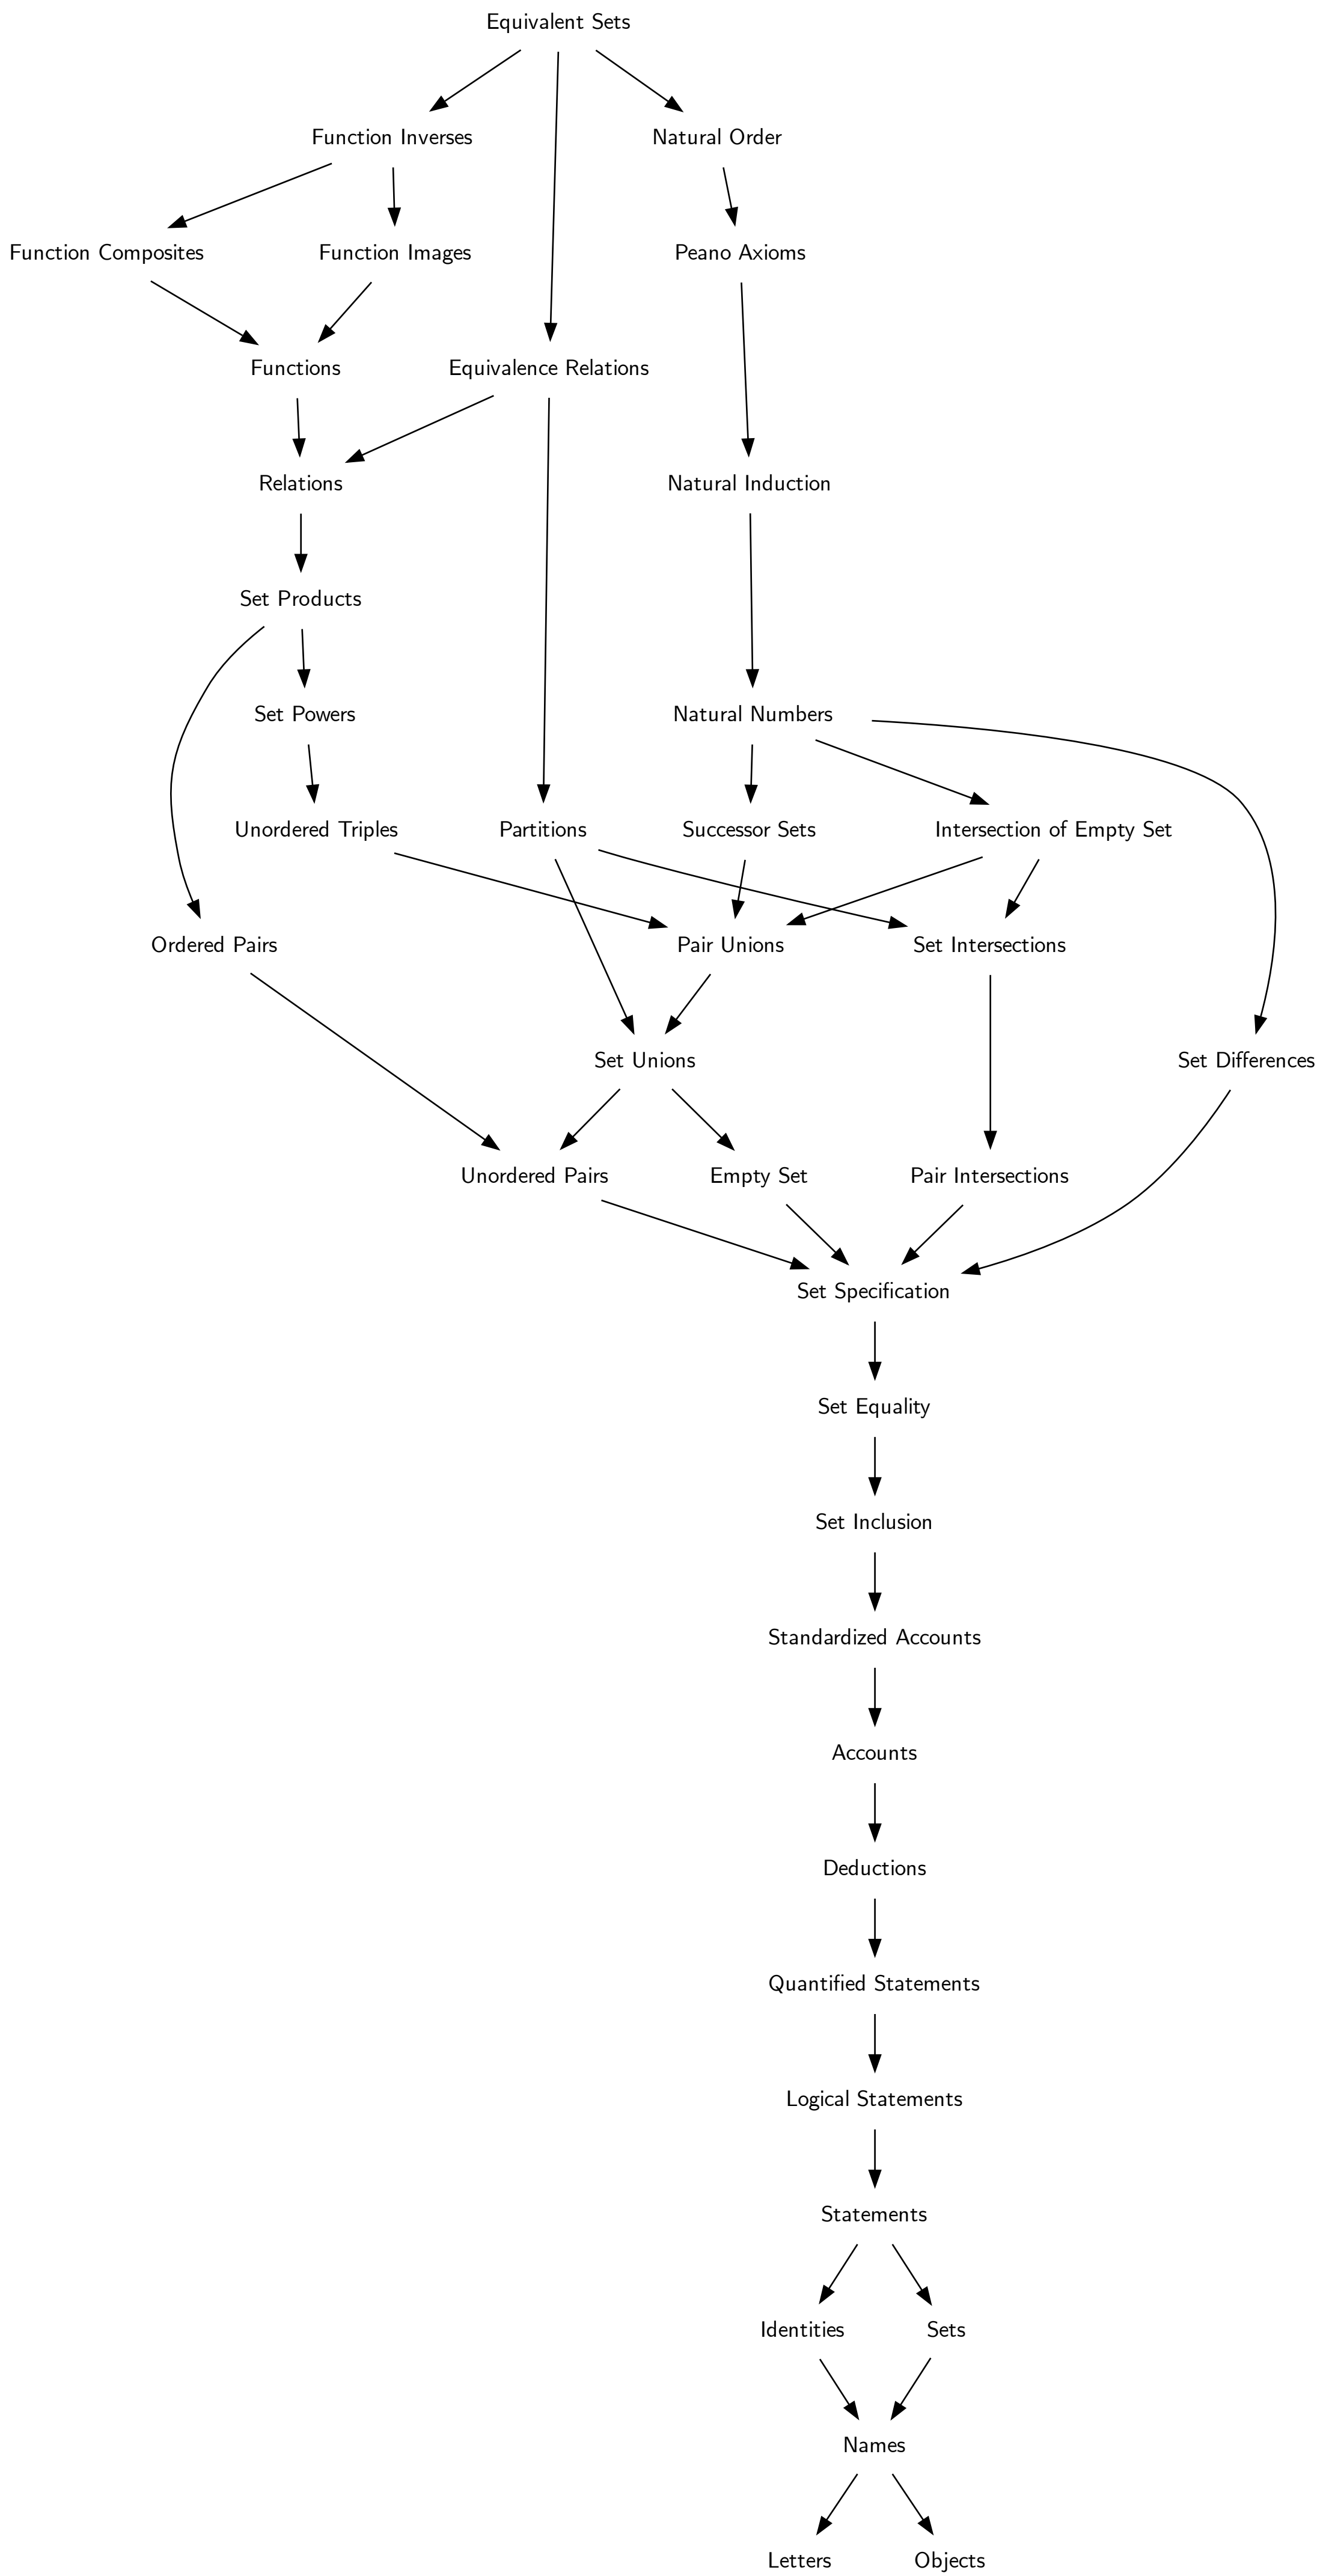 Equivalent Sets
Function Inverses
Natural Order
Function Composites
Function Images
Peano Axioms
Functions
Equivalence Relations
Relations
Natural Induction
Set Products
Set Powers
Natural Numbers
Unordered Triples
Partitions
Successor Sets
Intersection of Empty Set
Ordered Pairs
Pair Unions
Set Intersections
Set Unions
Set Differences
Unordered Pairs
Empty Set
Pair Intersections
Set Specification
Set Equality
Set Inclusion
Standardized Accounts
Accounts
Deductions
Quantified Statements
Logical Statements
Statements
Identities
Sets
Names
Letters
Objects